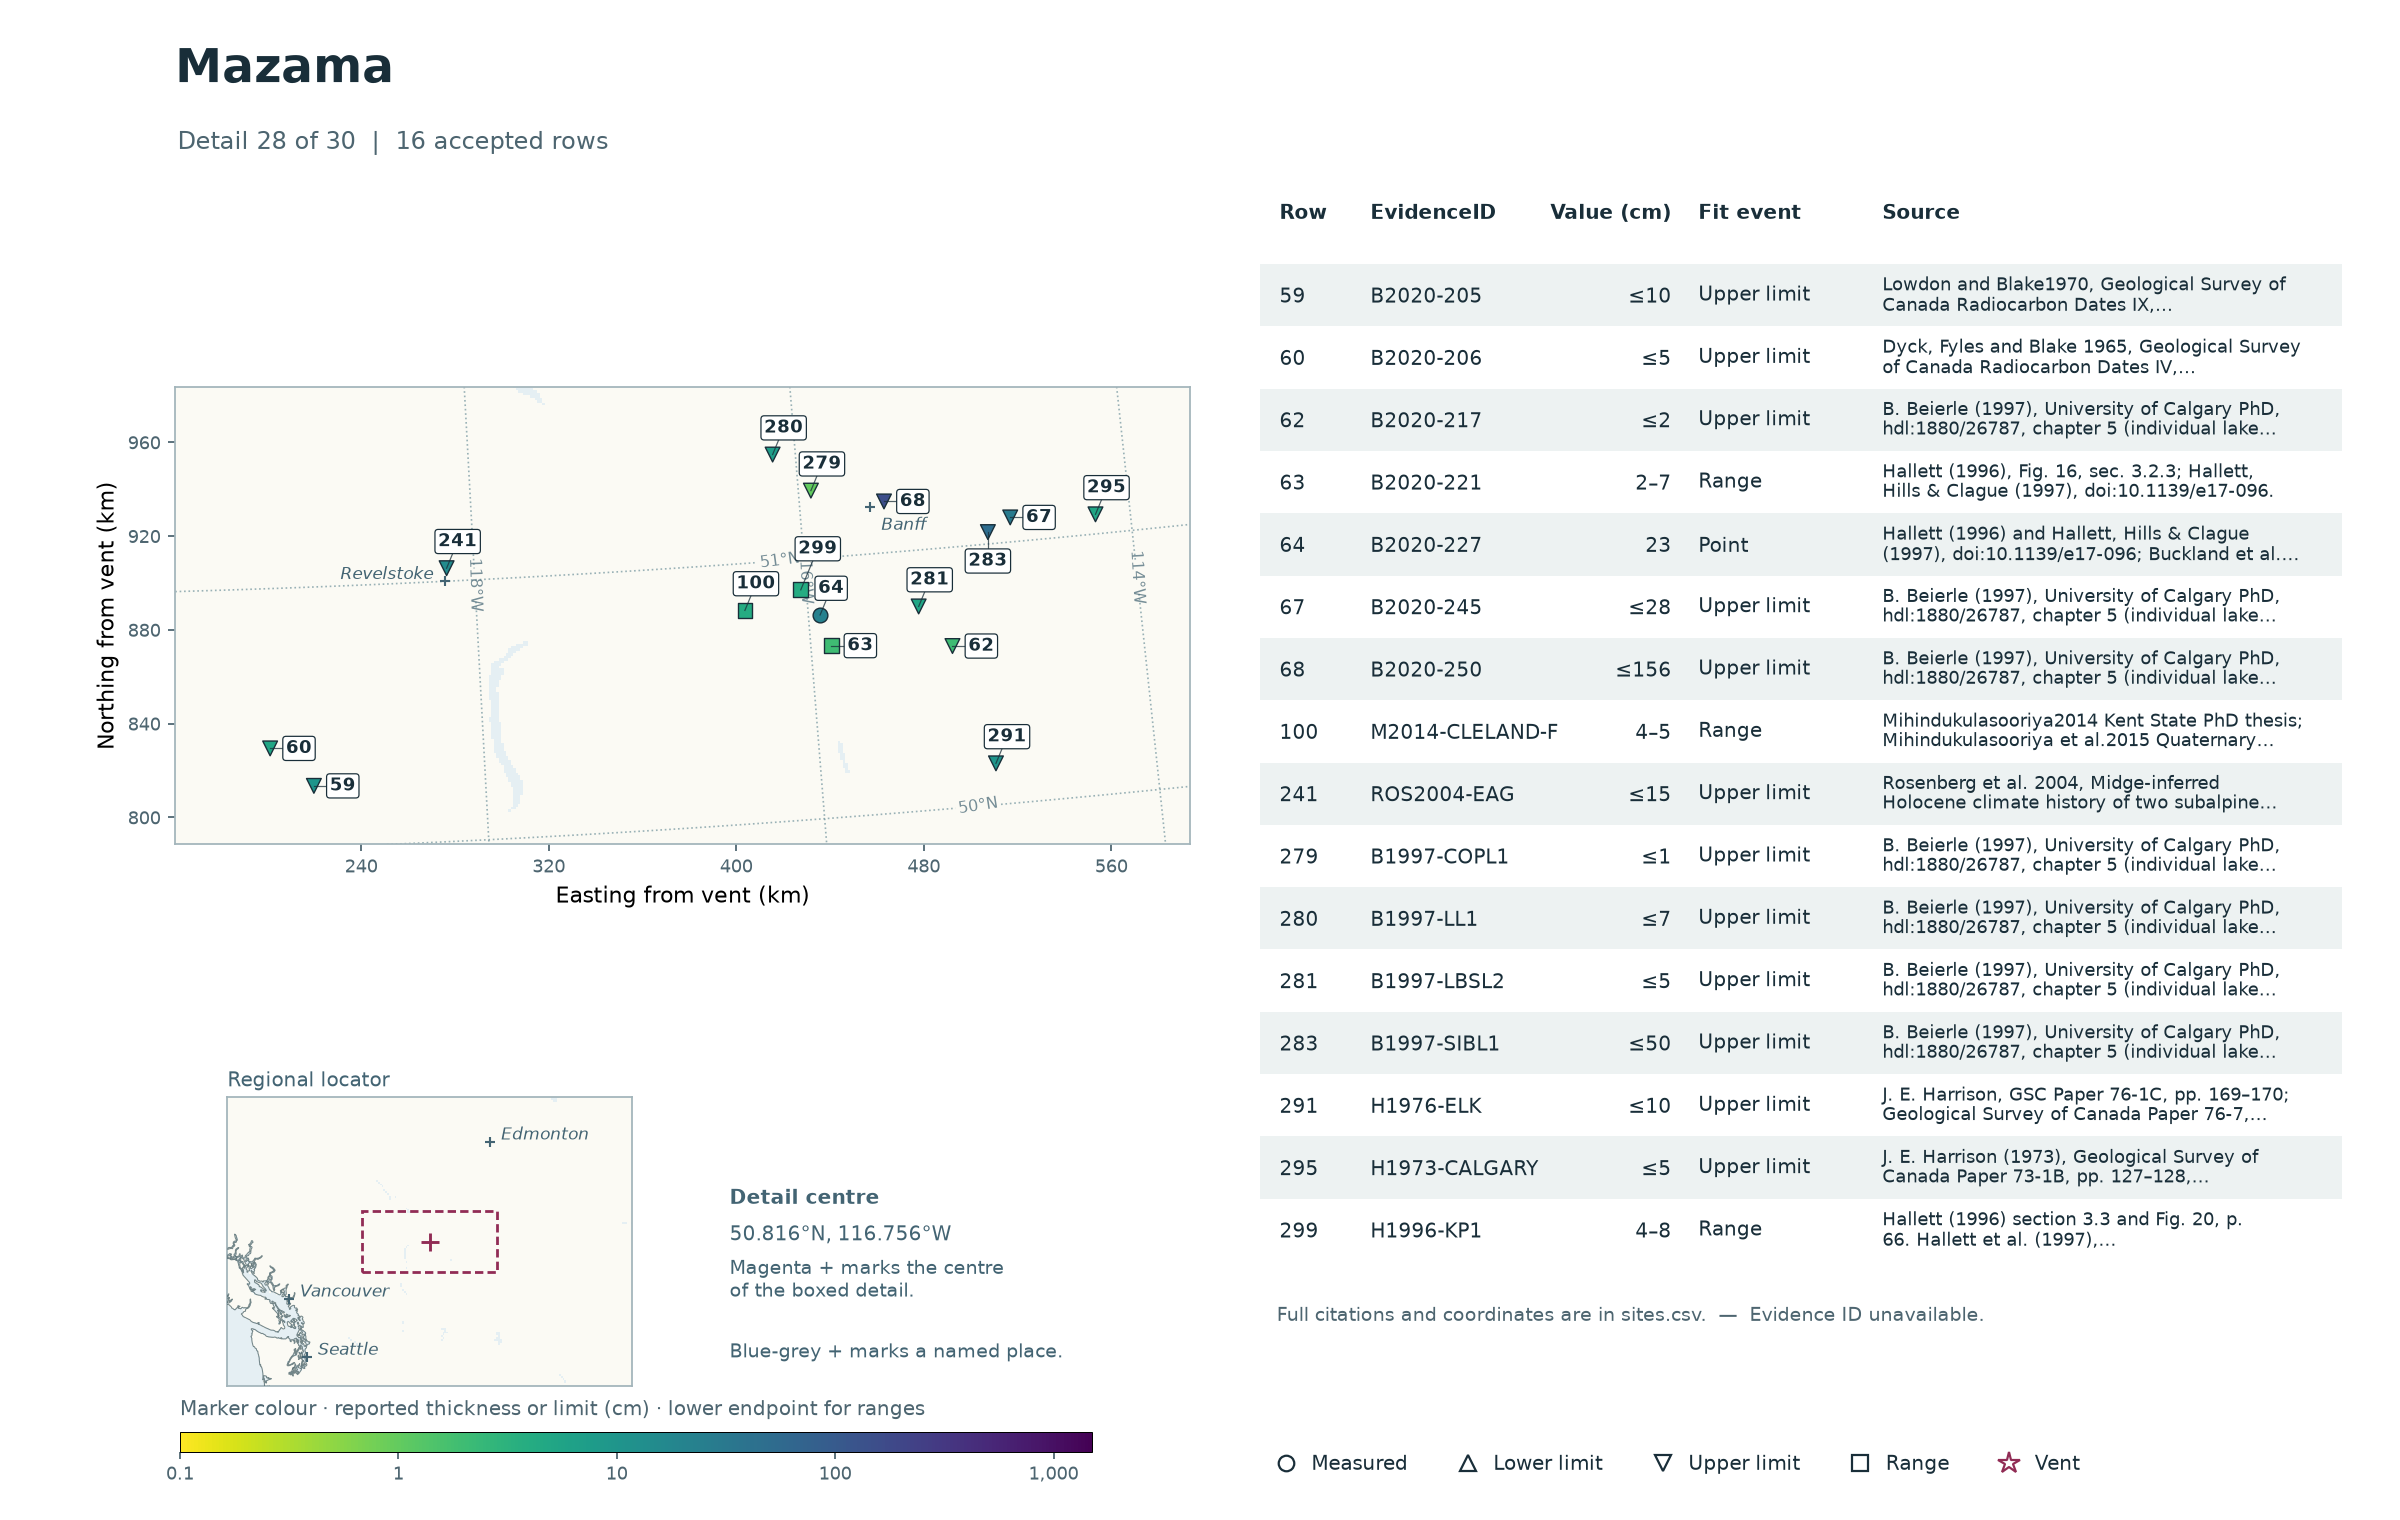 Mazama
Detail 28 of 30 | 16 accepted rows
Row EvidenceID Value (cm) Fit event Source
59 B2020-205 ≤10 Upper limit Lowdon and Blake1970, Geological Survey of
Canada Radiocarbon Dates IX,...
60 B2020-206 ≤5 Upper limit Dyck, Fyles and Blake 1965, Geological Survey
of Canada Radiocarbon Dates IV,...
62 B2020-217 ≤2 Upper limit B. Beierle (1997), University of Calgary PhD,
hdl:1880/26787, chapter 5 (individual lake...
63 B2020-221 2–7 Range Hallett (1996), Fig. 16, sec. 3.2.3; Hallett,
Hills & Clague (1997), doi:10.1139/e17-096.
64 B2020-227 23 Point Hallett (1996) and Hallett, Hills & Clague
(1997), doi:10.1139/e17-096; Buckland et al....
67 B2020-245 ≤28 Upper limit B. Beierle (1997), University of Calgary PhD,
hdl:1880/26787, chapter 5 (individual lake...
68 B2020-250 ≤156 Upper limit B. Beierle (1997), University of Calgary PhD,
hdl:1880/26787, chapter 5 (individual lake...
100 M2014-CLELAND-F 4–5 Range Mihindukulasooriya2014 Kent State PhD thesis;
Mihindukulasooriya et al.2015 Quaternary...
241 ROS2004-EAG ≤15 Upper limit Rosenberg et al. 2004, Midge-inferred
Holocene climate history of two subalpine...
279 B1997-COPL1 ≤1 Upper limit B. Beierle (1997), University of Calgary PhD,
hdl:1880/26787, chapter 5 (individual lake...
280 B1997-LL1 ≤7 Upper limit B. Beierle (1997), University of Calgary PhD,
hdl:1880/26787, chapter 5 (individual lake...
281 B1997-LBSL2 ≤5 Upper limit B. Beierle (1997), University of Calgary PhD,
hdl:1880/26787, chapter 5 (individual lake...
283 B1997-SIBL1 ≤50 Upper limit B. Beierle (1997), University of Calgary PhD,
hdl:1880/26787, chapter 5 (individual lake...
291 H1976-ELK ≤10 Upper limit J. E. Harrison, GSC Paper 76-1C, pp. 169–170;
Geological Survey of Canada Paper 76-7,...
295 H1973-CALGARY ≤5 Upper limit J. E. Harrison (1973), Geological Survey of
Canada Paper 73-1B, pp. 127–128,...
299 H1996-KP1 4–8 Range Hallett (1996) section 3.3 and Fig. 20, p.
66. Hallett et al. (1997),...
Full citations and coordinates are in sites.csv. — Evidence ID unavailable.
Northing from vent (km)
960
920
880
840
800
280
279
68
Banff
67
295
241
Revelstoke
118°W
51°N
299
283
100
64
281
114°W
63
62
60
59
291
50°N
240 320 400 480 560
Easting from vent (km)
Regional locator
Edmonton
Vancouver
Seattle
Detail centre
50.816°N, 116.756°W
Magenta + marks the centre
of the boxed detail.
Blue-grey + marks a named place.
Marker colour · reported thickness or limit (cm) · lower endpoint for ranges
0.1 1 10 100 1,000
Measured Lower limit Upper limit Range Vent